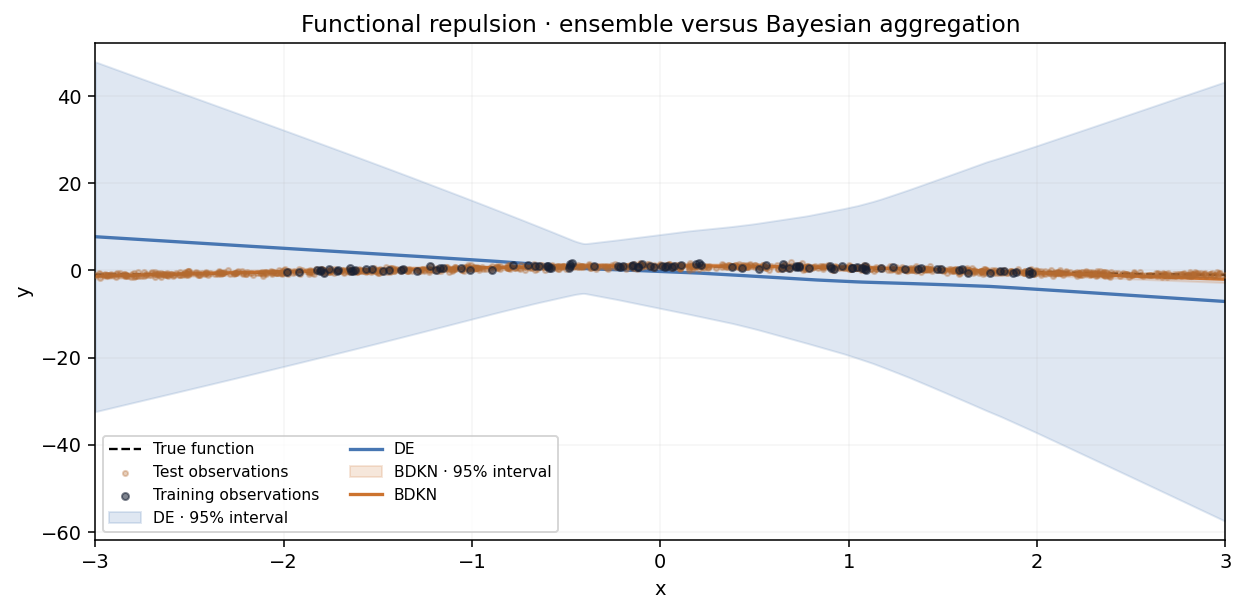 Functional repulsion · ensemble versus Bayesian aggregation
y
40
20
0
−20
−40
−60
True function
Test observations
Training observations
DE · 95% interval
DE
BDKN · 95% interval
BDKN
−3
−2
−1
0
1
2
3
x